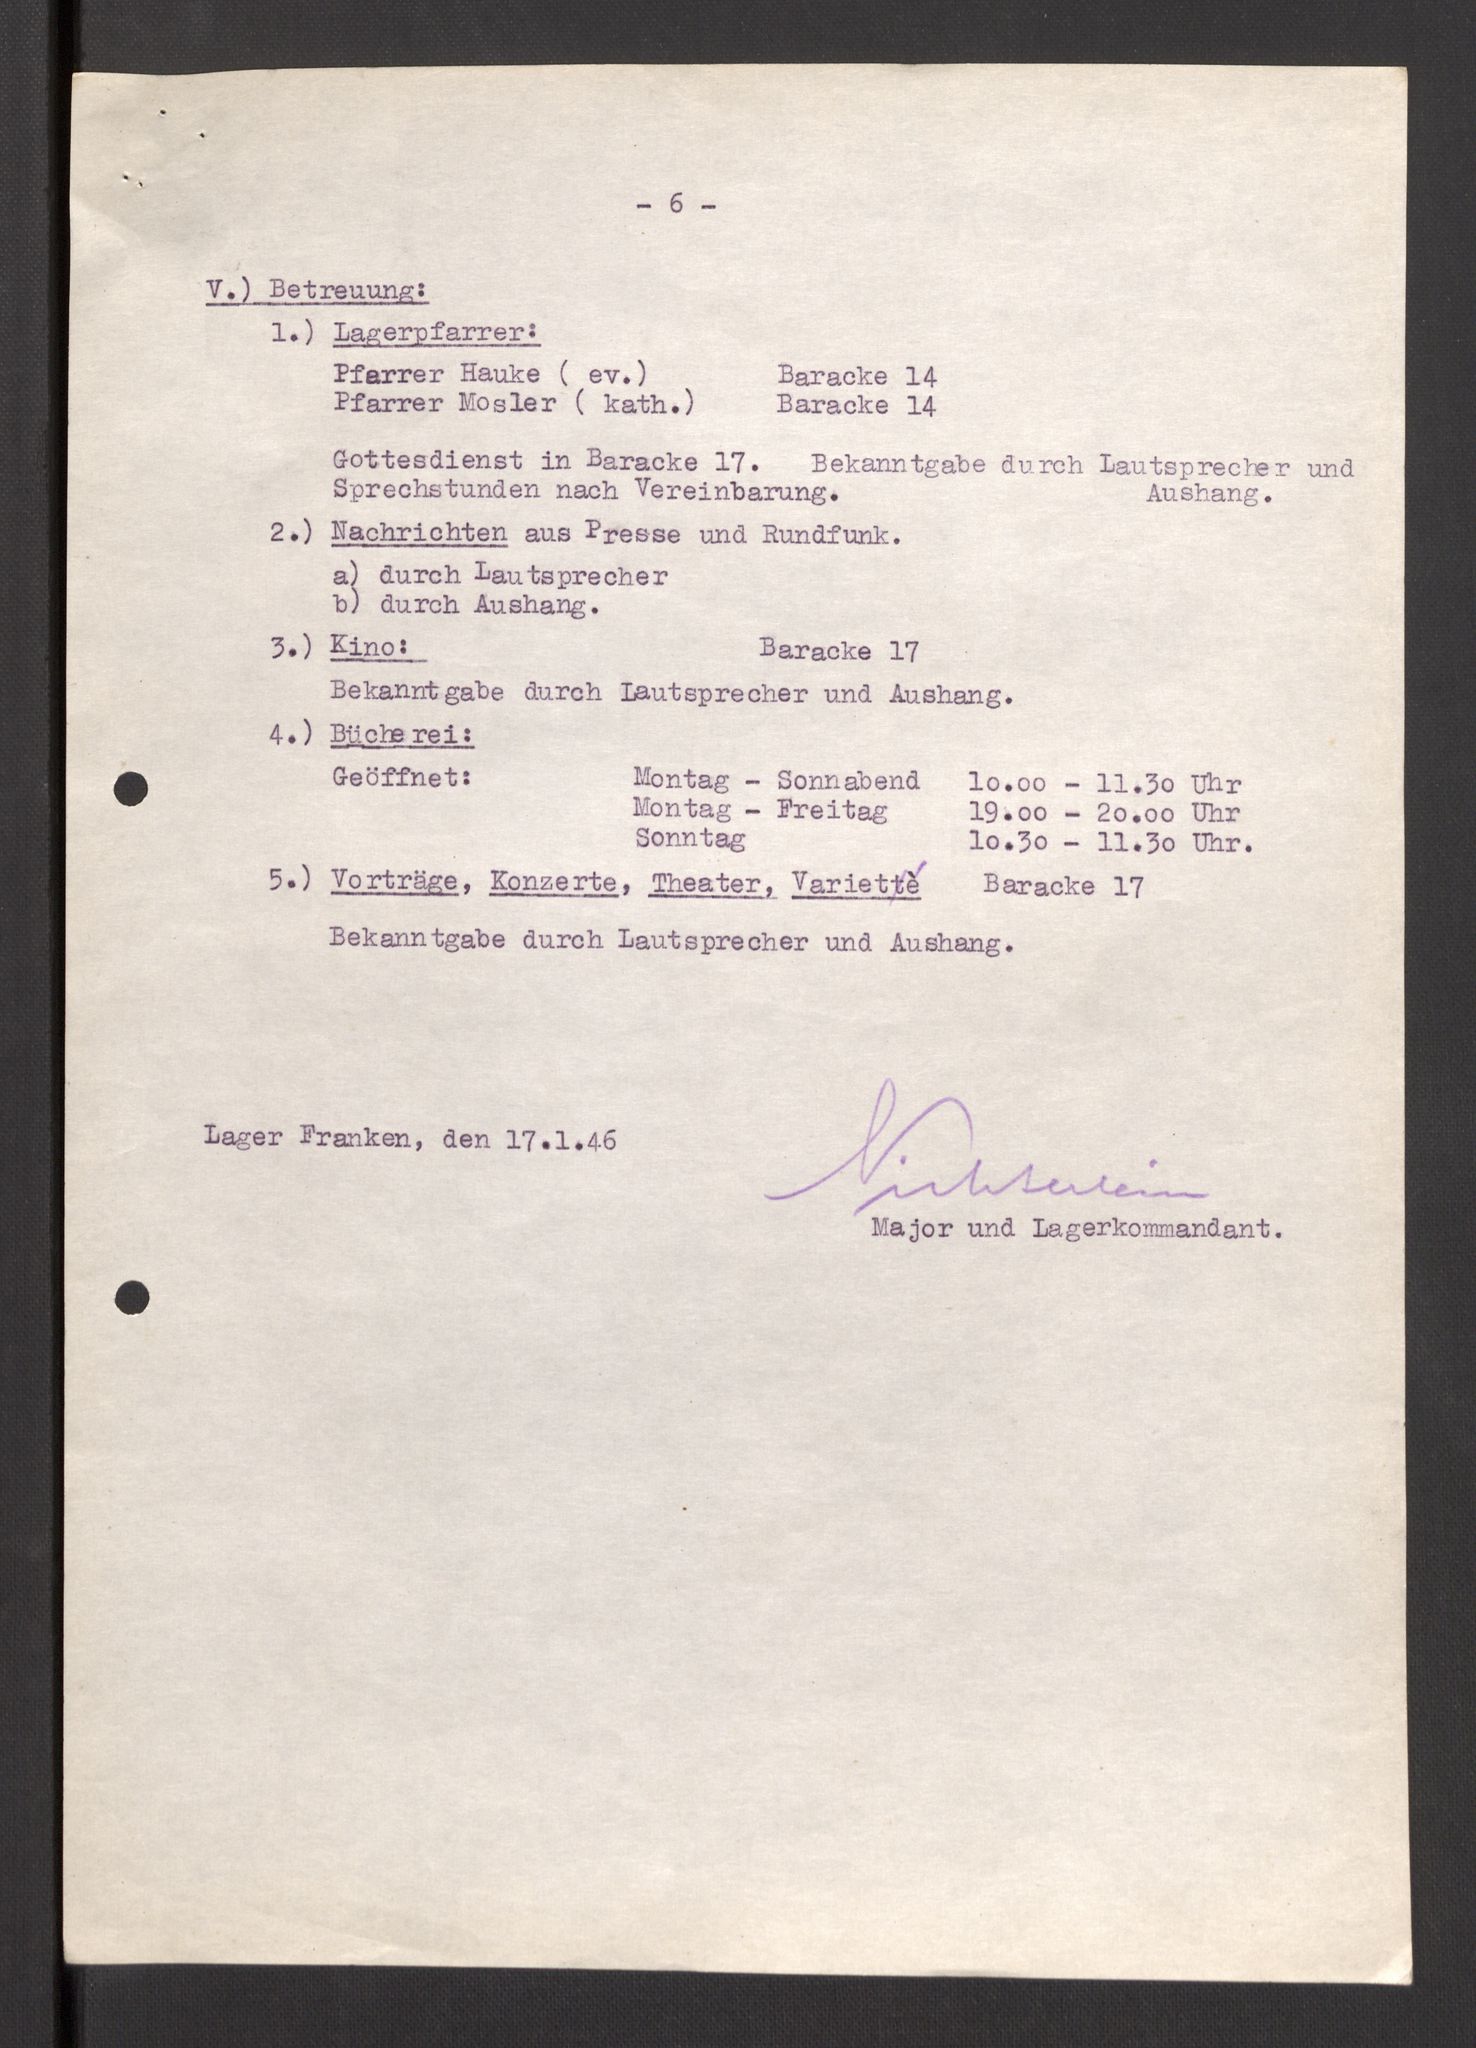 - 6 -
V.) Betreuung:
1.) Lagerpfarrer:
Pfarrer Hauke ( ev.) Baracke 14
Pfarrer Mosler ( kath.) Baracke 14
Gottesdienst in Baracke 17. Bekanntgabe durch Lautsprecher und
Sprechstunden nach Vereinbarung. Aushang.
2.) Nachrichten aus Presse und Rundfunk.
a) durch Lautsprecher
b) durch Aushang.
3.) Kino: Baracke 17
Bekanntgabe durch Lautsprecher und Aushang.
4.) Bücherei:
Geöffnet: Montag - Sonnabend 10.00 - 11.30 Uhr
Montag - Freitag 19.00 - 20.00 Uhr
Sonntag 10.30 - 11.30 Uhr.
5.) Vorträge, Konzerte, Theater, Varietté Baracke 17
Bekanntgabe durch Lautsprecher und Aushang.
Lager Franken, den 17.1.46
Major und Lagerkommandant.